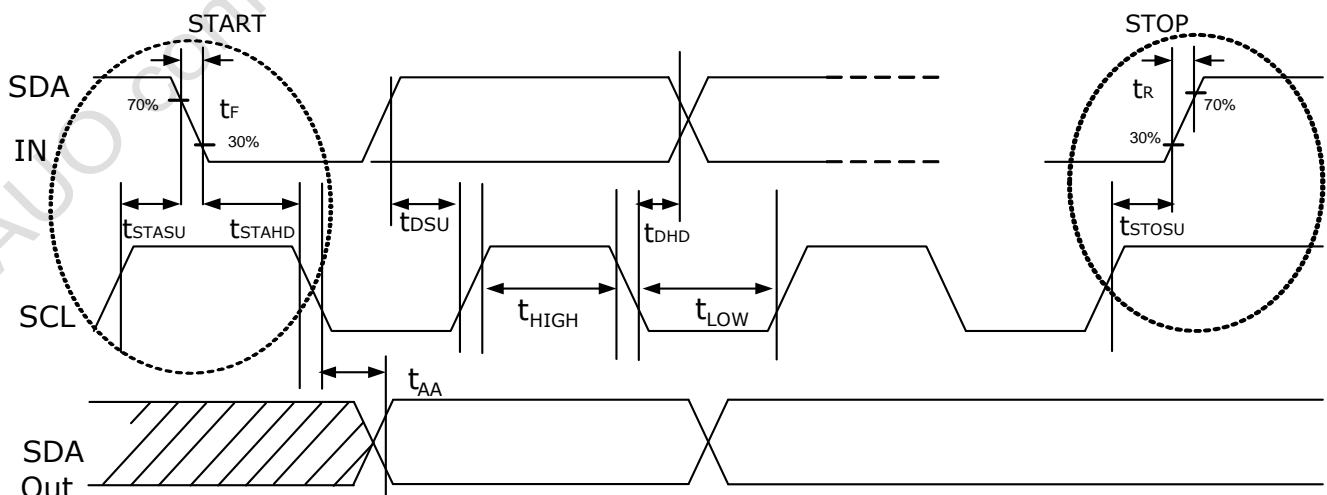 START
STOP
SDA
IN
70%
tF
30%
tR
70%
30%
tSTASU
tSTAHD
tDSU
tDHD
tSTOSU
SCL
tHIGH
tLOW
tAA
SDA
Out
AUO